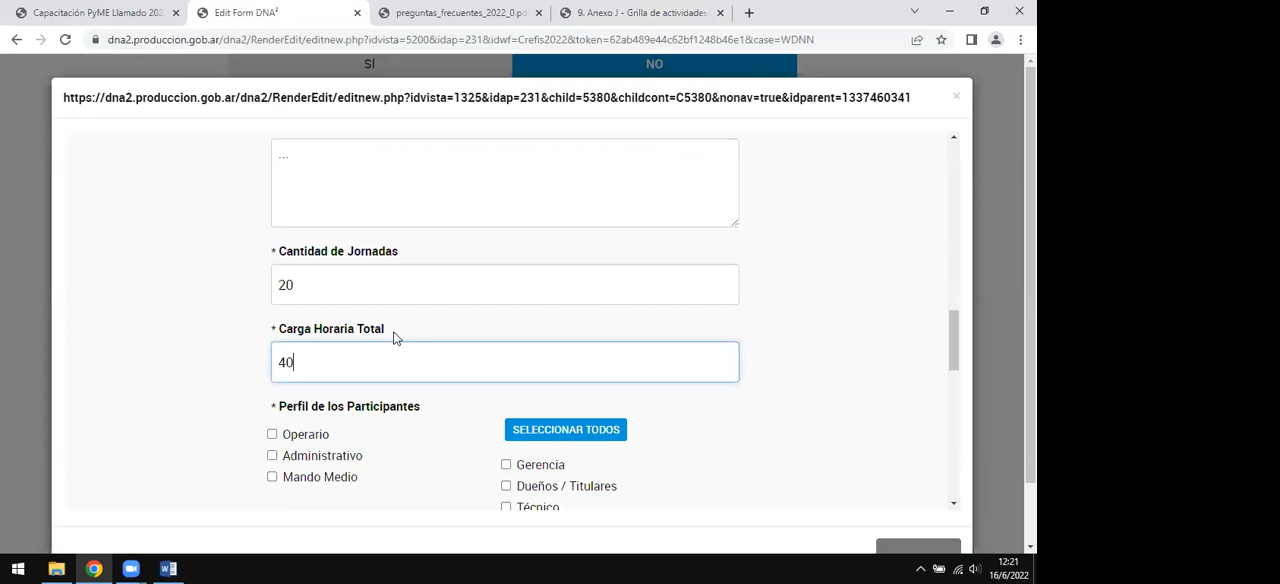 Capacitación PyME Llamado 202
Edit Form DNA²
preguntas_frecuentes_2022_0.pd
9. Anexo J - Grilla de actividades
dna2.produccion.gob.ar/dna2/RenderEdit/editnew.php?idvista=5200&idap=231&idwf=Crefis2022&token=62ab489e44c62bf1248b46e1&case=WDNN
SÍ
NO
https://dna2.produccion.gob.ar/dna2/RenderEdit/editnew.php?idvista=1325&idap=231&child=5380&childcont=C5380&nonav=true&idparent=1337460341
...
* Cantidad de Jornadas
20
* Carga Horaria Total
40
* Perfil de los Participantes
SELECCIONAR TODOS
Operario
Administrativo
Mando Medio
Gerencia
Dueños / Titulares
Técnico
12:21
16/6/2022